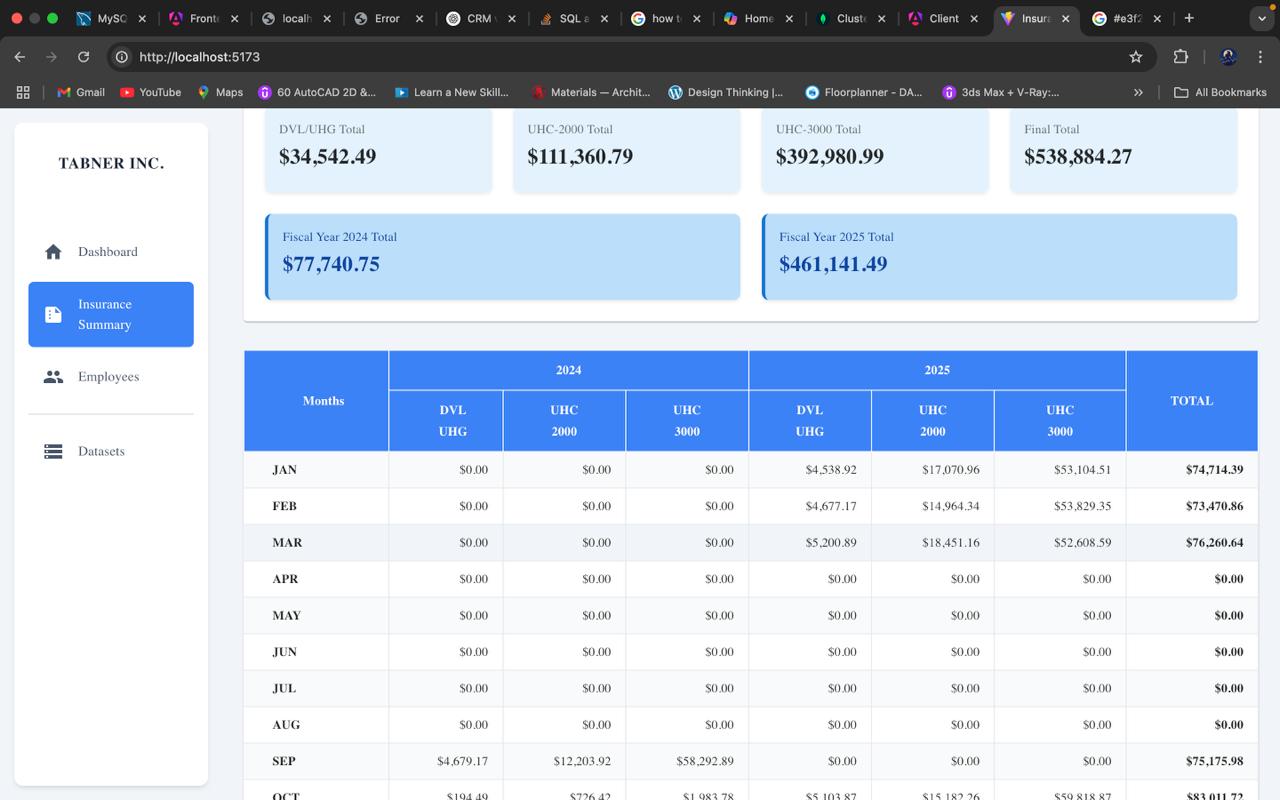 MySQ
Front
localh
Error
CRM
SQL a
how t
Home
Cluste
Client
Insura
#e3f2
http://localhost:5173
Gmail
YouTube
Maps
60 AutoCAD 2D &...
Learn a New Skill...
Materials — Archit...
Design Thinking |...
Floorplanner - DA...
3ds Max + V-Ray:...
»
All Bookmarks
TABNER INC.
Dashboard
Insurance
Summary
Employees
Datasets
DVL/UHG Total UHC-2000 Total UHC-3000 Total Final Total
$34,542.49 $111,360.79 $392,980.99 $538,884.27
Fiscal Year 2024 Total Fiscal Year 2025 Total
$77,740.75 $461,141.49
Months 2024 2025 TOTAL
DVL UHC UHC DVL UHC UHC
UHG 2000 3000 UHG 2000 3000
JAN $0.00 $0.00 $0.00 $4,538.92 $17,070.96 $53,104.51 $74,714.39
FEB $0.00 $0.00 $0.00 $4,677.17 $14,964.34 $53,829.35 $73,470.86
MAR $0.00 $0.00 $0.00 $5,200.89 $18,451.16 $52,608.59 $76,260.64
APR $0.00 $0.00 $0.00 $0.00 $0.00 $0.00 $0.00
MAY $0.00 $0.00 $0.00 $0.00 $0.00 $0.00 $0.00
JUN $0.00 $0.00 $0.00 $0.00 $0.00 $0.00 $0.00
JUL $0.00 $0.00 $0.00 $0.00 $0.00 $0.00 $0.00
AUG $0.00 $0.00 $0.00 $0.00 $0.00 $0.00 $0.00
SEP $4,679.17 $12,203.92 $58,292.89 $0.00 $0.00 $0.00 $75,175.98
OCT $194.49 $726.42 $1,983.78 $5,103.87 $15,182.26 $59,818.87 $83,011.72